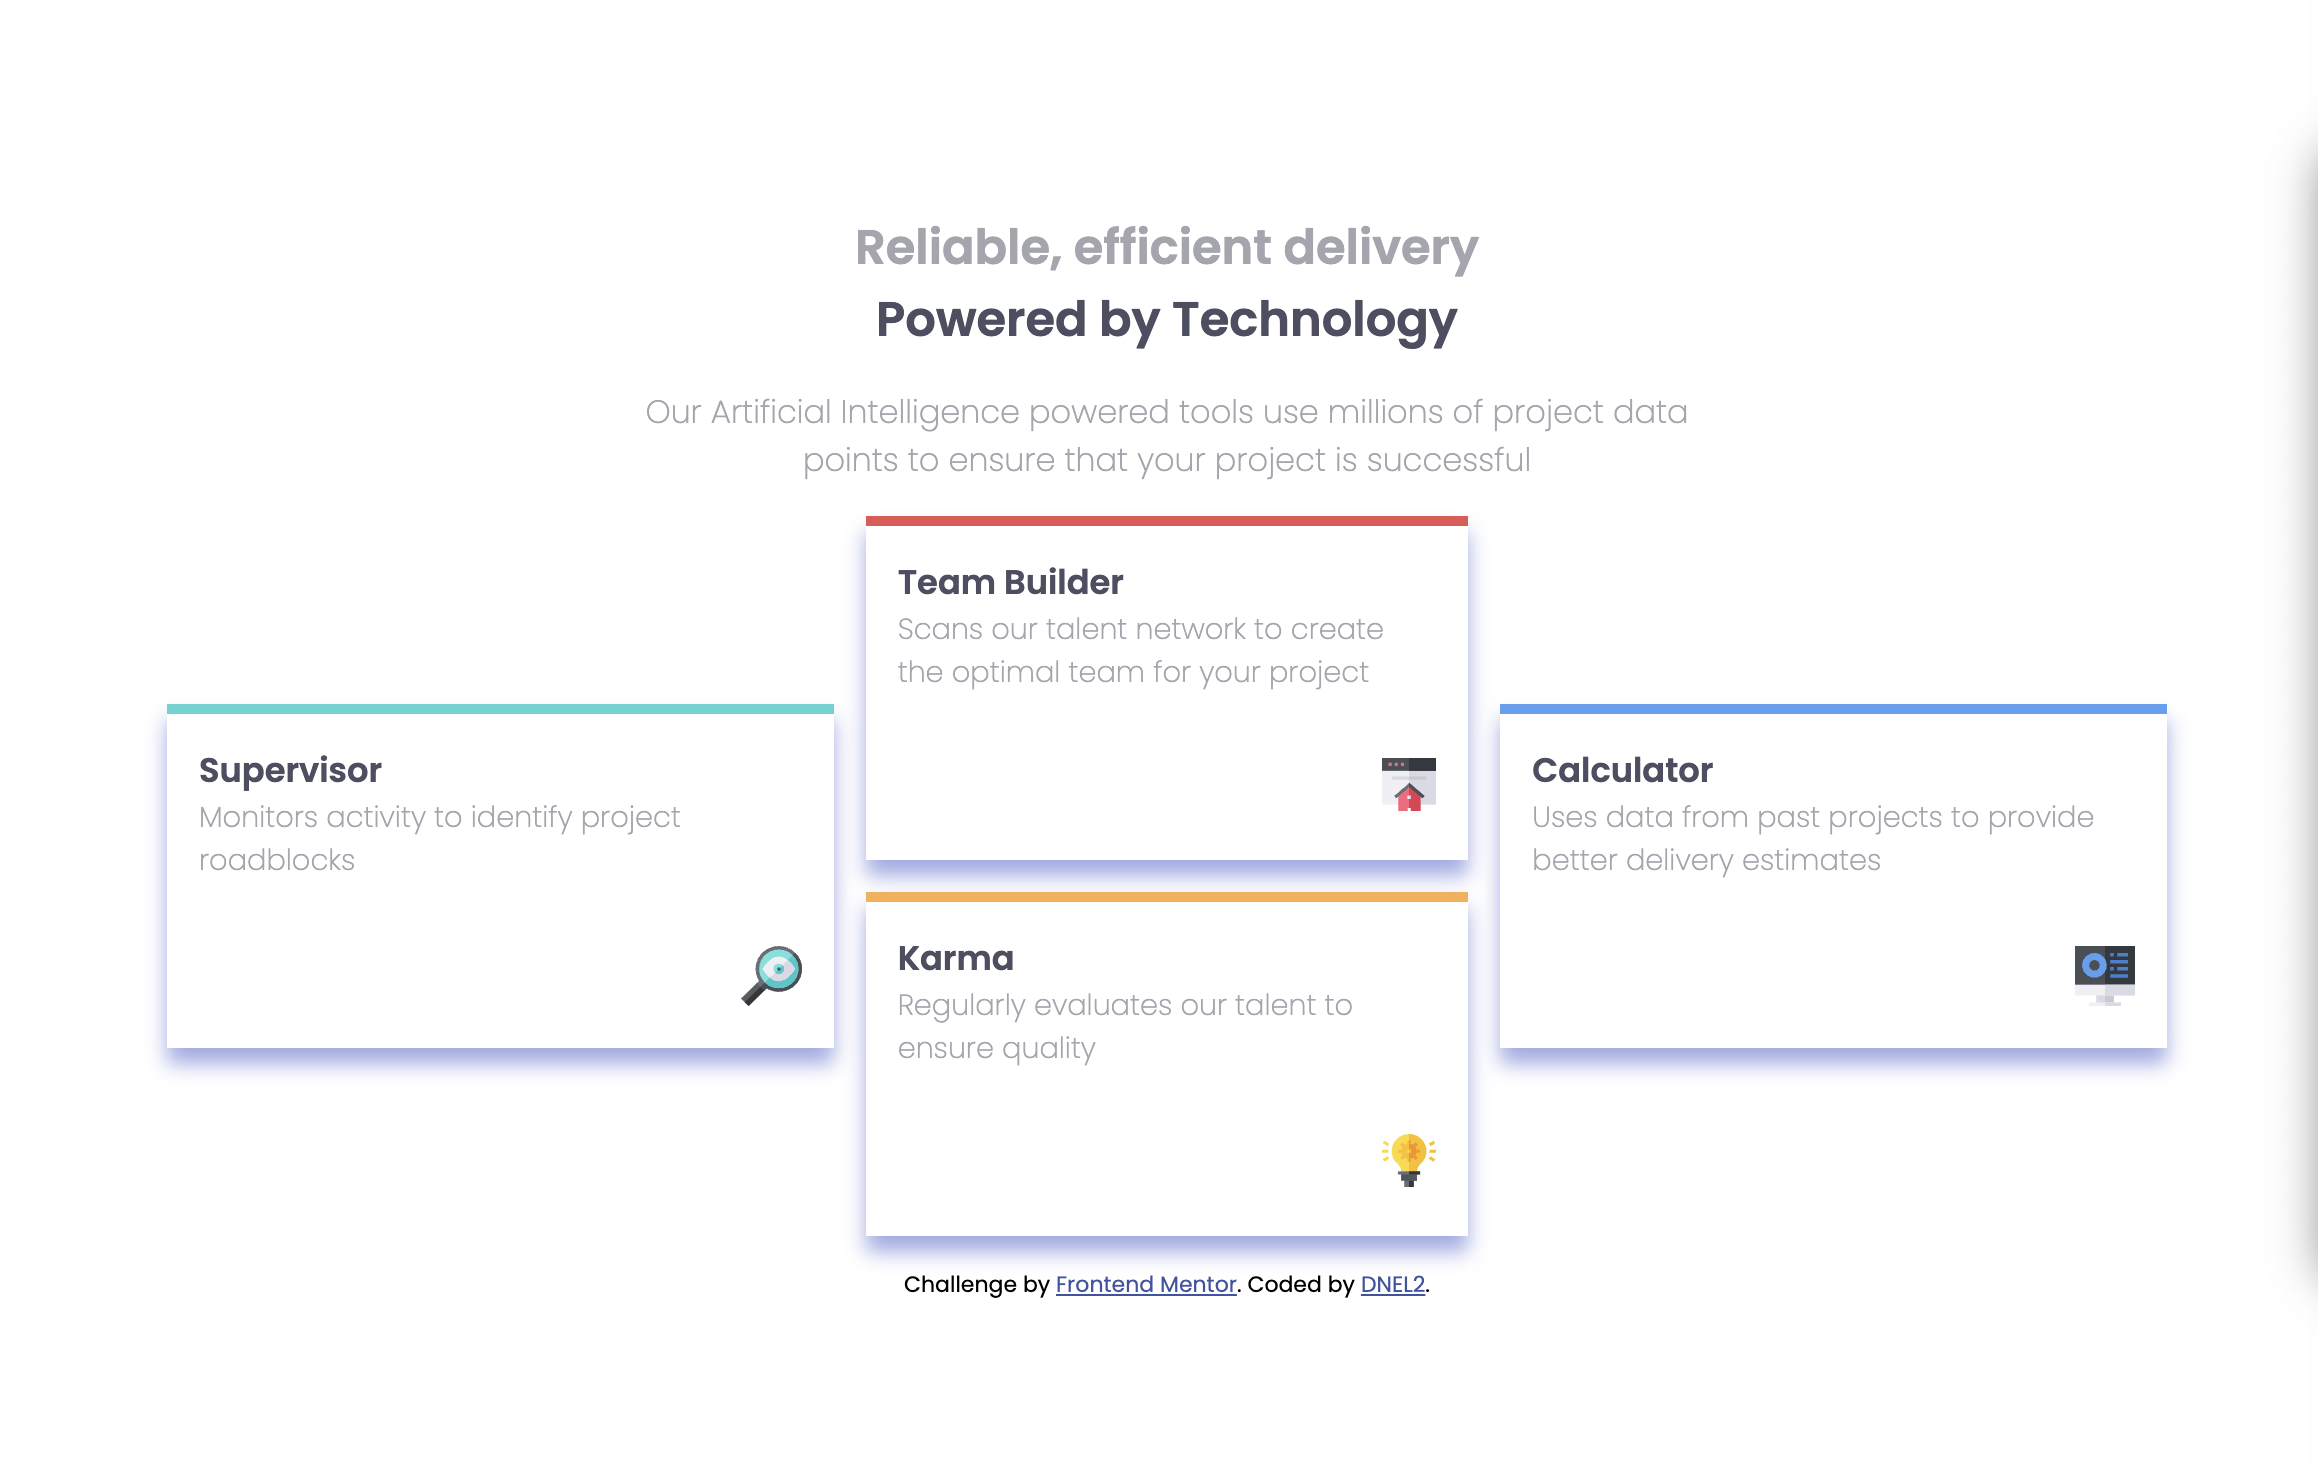 Reliable, efficient delivery
Powered by Technology
Our Artificial Intelligence powered tools use millions of project data
points to ensure that your project is successful
Supervisor
Monitors activity to identify project
roadblocks
Team Builder
Scans our talent network to create
the optimal team for your project
Karma
Regularly evaluates our talent to
ensure quality
Calculator
Uses data from past projects to provide
better delivery estimates
Challenge by Frontend Mentor. Coded by DNEL2.